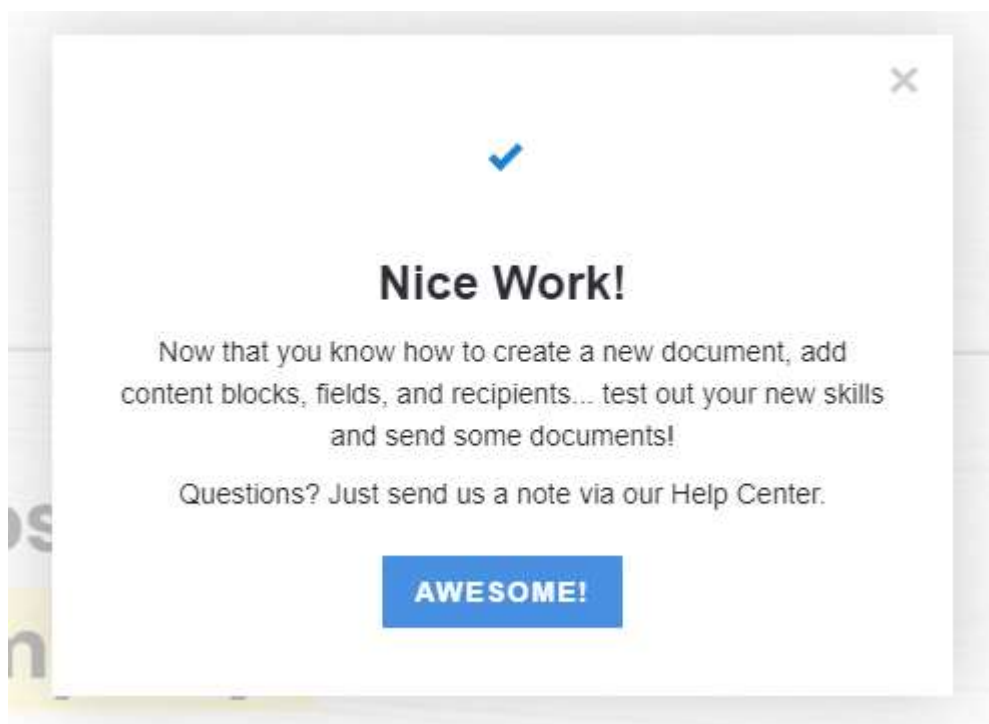 Nice Work!
Now that you know how to create a new document, add
content blocks, fields, and recipients... test out your new skills
and send some documents!
Questions? Just send us a note via our Help Center.
AWESOME!